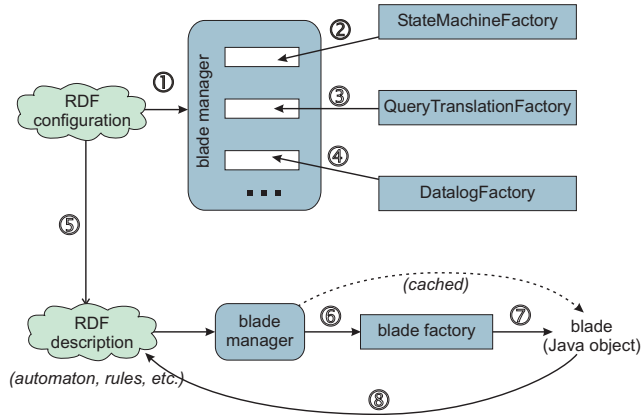 ②
StateMachineFactory
①
RDF
configuration
blade manager
③
QueryTranslationFactory
④
DatalogFactory
...
⑤
(cached)
RDF
description
(automaton, rules, etc.)
blade
manager
⑥
blade factory
⑦
blade
(Java object)
⑧